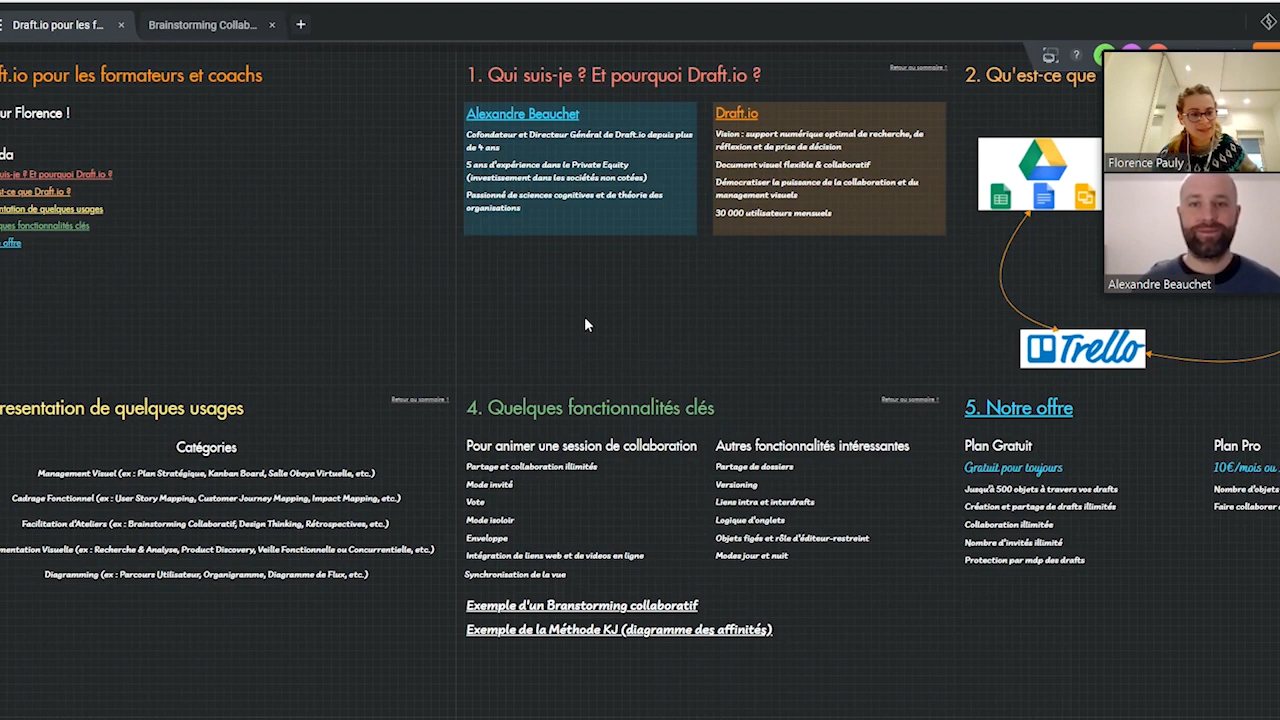 Draft.io pour les f...
Brainstorming Collab...
ft.io pour les formateurs et coachs
ur Florence !
da
uis-je ? Et pourquoi Draft.io ?
st-ce que Draft.io ?
ntation de quelques usages
ques fonctionnalités clés
offre
1. Qui suis-je ? Et pourquoi Draft.io ?
Retour au sommaire !
Alexandre Beauchet
Cofondateur et Directeur Général de Draft.io depuis plus
de 4 ans
5 ans d'expérience dans le Private Equity
(investissement dans les sociétés non cotées)
Passionné de sciences cognitives et de théorie des
organisations
Draft.io
Vision : support numérique optimal de recherche, de
réflexion et de prise de décision
Document visuel flexible & collaboratif
Démocratiser la puissance de la collaboration et du
management visuels
30 000 utilisateurs mensuels
2. Qu'est-ce que
Florence Pauly
Alexandre Beauchet
Trello
resentation de quelques usages
Retour au sommaire !
Catégories
Management Visuel (ex : Plan Stratégique, Kanban Board, Salle Obeya Virtuelle, etc.)
Cadrage Fonctionnel (ex : User Story Mapping, Customer Journey Mapping, Impact Mapping, etc.)
Facilitation d'Ateliers (ex : Brainstorming Collaboratif, Design Thinking, Rétrospectives, etc.)
mentation Visuelle (ex : Recherche & Analyse, Product Discovery, Veille Fonctionnelle ou Concurrentielle, etc.)
Diagramming (ex : Parcours Utilisateur, Organigramme, Diagramme de Flux, etc.)
4. Quelques fonctionnalités clés
Retour au sommaire !
Pour animer une session de collaboration
Partage et collaboration illimités
Mode invité
Vote
Mode isoloir
Enveloppe
Intégration de liens web et de videos en ligne
Synchronisation de la vue
Autres fonctionnalités intéressantes
Partage de dossiers
Versioning
Liens intra et interdrafts
Logique d'onglets
Objets figés et rôle d'éditeur-restreint
Modes jour et nuit
Exemple d'un Branstorming collaboratif
Exemple de la Méthode KJ (diagramme des affinités)
5. Notre offre
Plan Gratuit
Gratuit pour toujours
Jusqu'à 500 objets à travers vos drafts
Création et partage de drafts illimités
Collaboration illimitée
Nombre d'invités illimité
Protection par mdp des drafts
Plan Pro
10€/mois ou
Nombre d'objets
Faire collaborer